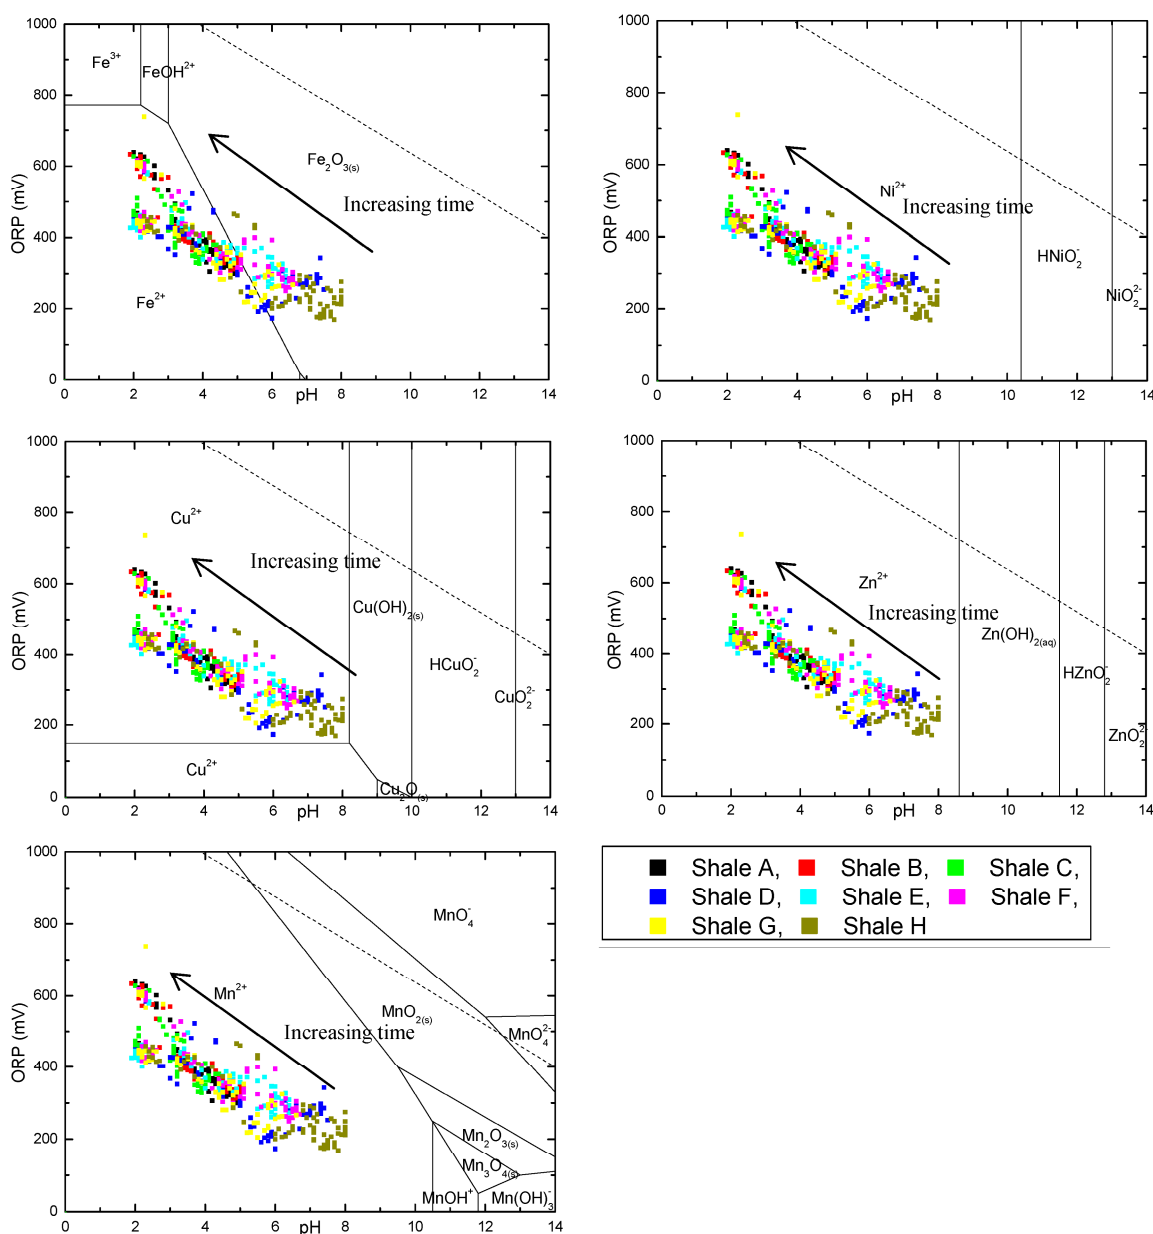 1000
800
600
400
200
0
ORP (mV)
Fe³⁺
FeOH²⁺
Fe₂O₃₍ₛ₎
Increasing time
Fe²⁺
0 2 4 6 8 10 12 14
pH
1000
800
600
400
200
0
ORP (mV)
Ni²⁺
Increasing time
HNiO₂⁻
NiO₂²⁻
0 2 4 6 8 10 12 14
pH
1000
800
600
400
200
0
ORP (mV)
Cu²⁺
Increasing time
Cu(OH)₂₍ₛ₎
HCuO₂⁻
CuO₂²⁻
Cu²⁺
Cu₂O₍ₛ₎
0 2 4 6 8 10 12 14
pH
1000
800
600
400
200
0
ORP (mV)
Zn²⁺
Increasing time
Zn(OH)₂₍aq₎
HZnO₂⁻
ZnO₂²⁻
0 2 4 6 8 10 12 14
pH
1000
800
600
400
200
0
ORP (mV)
MnO₄⁻
Mn²⁺
MnO₂₍ₛ₎
Increasing time
MnO₄²⁻
Mn₂O₃₍ₛ₎
Mn₃O₄₍ₛ₎
MnOH⁺
Mn(OH)₃⁻
0 2 4 6 8 10 12 14
pH
Shale A, Shale B, Shale C,
Shale D, Shale E, Shale F,
Shale G, Shale H